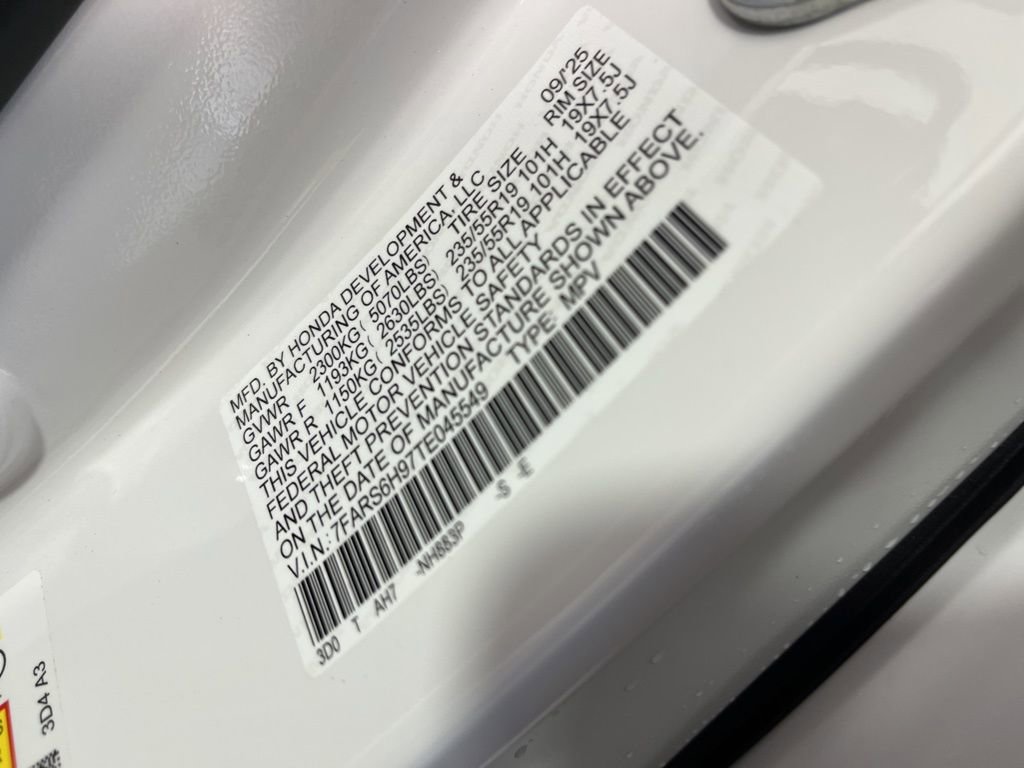 MFD. BY HONDA DEVELOPMENT &
MANUFACTURING OF AMERICA, LLC 09/'25
GVWR 2300KG( 5070LBS) TIRE SIZE RIM SIZE
GAWR F 1193KG( 2630LBS) 235/55R19 101H 19X7.5J
GAWR R 1150KG( 2535LBS) 235/55R19 101H 19X7.5J
THIS VEHICLE CONFORMS TO ALL APPLICABLE
FEDERAL MOTOR VEHICLE SAFETY
AND THEFT PREVENTION STANDARDS IN EFFECT
ON THE DATE OF MANUFACTURE SHOWN ABOVE.
V.I.N: 7FARS6H97TE045549 TYPE: MPV
3D0 T AH7 -NH883P -S -E
3D4 A3